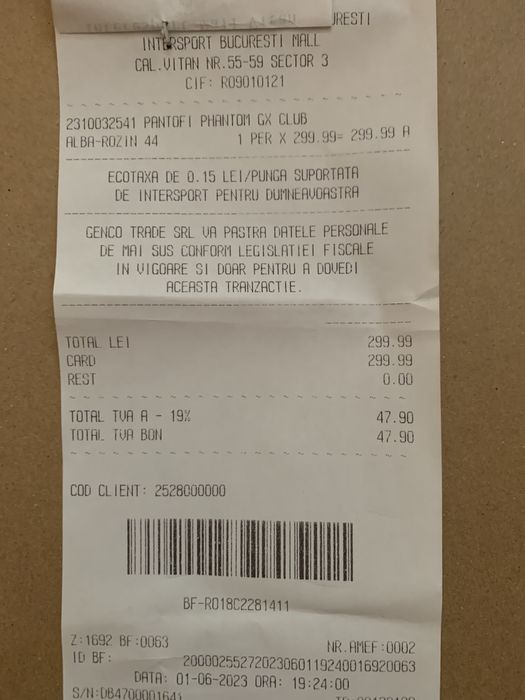 URESTI
INTERSPORT BUCURESTI MALL
CAL.VITAN NR.55-59 SECTOR 3
CIF: RO9010121
2310032541 PANTOFI PHANTOM GX CLUB
ALBA-ROZIN 44 1 PER X 299.99= 299.99 A
ECOTAXA DE 0.15 LEI/PUNGA SUPORTATA
DE INTERSPORT PENTRU DUMNEAVOASTRA
GENCO TRADE SRL VA PASTRA DATELE PERSONALE
DE MAI SUS CONFORM LEGISLATIEI FISCALE
IN VIGOARE SI DOAR PENTRU A DOVEDI
ACEASTA TRANZACTIE.
TOTAL LEI 299.99
CARD 299.99
REST 0.00
TOTAL TVA A - 19% 47.90
TOTAL TVA BON 47.90
COD CLIENT: 2528000000
BF-RO18C2281411
Z:1692 BF:0063 NR.AMEF:0002
ID BF: 20000255272023060119240016920063
DATA: 01-06-2023 ORA: 19:24:00
S/N:DB4700001641